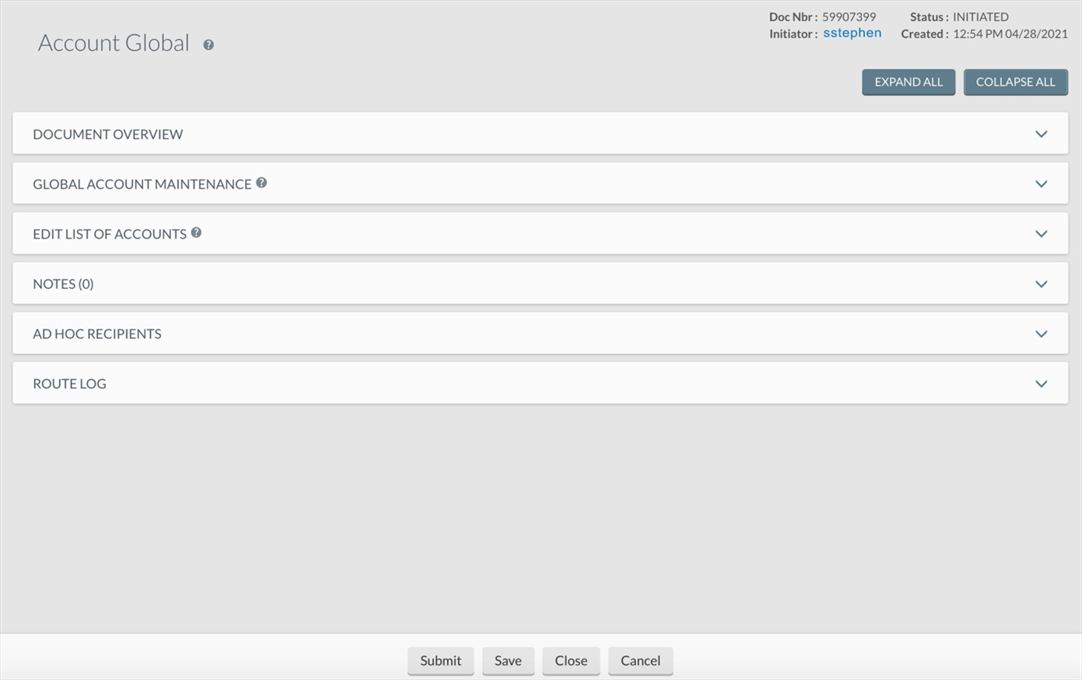 Doc Nbr : 59907399 Status : INITIATED
Initiator : sstephen Created : 12:54 PM 04/28/2021
Account Global ?
EXPAND ALL COLLAPSE ALL
DOCUMENT OVERVIEW
GLOBAL ACCOUNT MAINTENANCE ?
EDIT LIST OF ACCOUNTS ?
NOTES (0)
AD HOC RECIPIENTS
ROUTE LOG
Submit Save Close Cancel